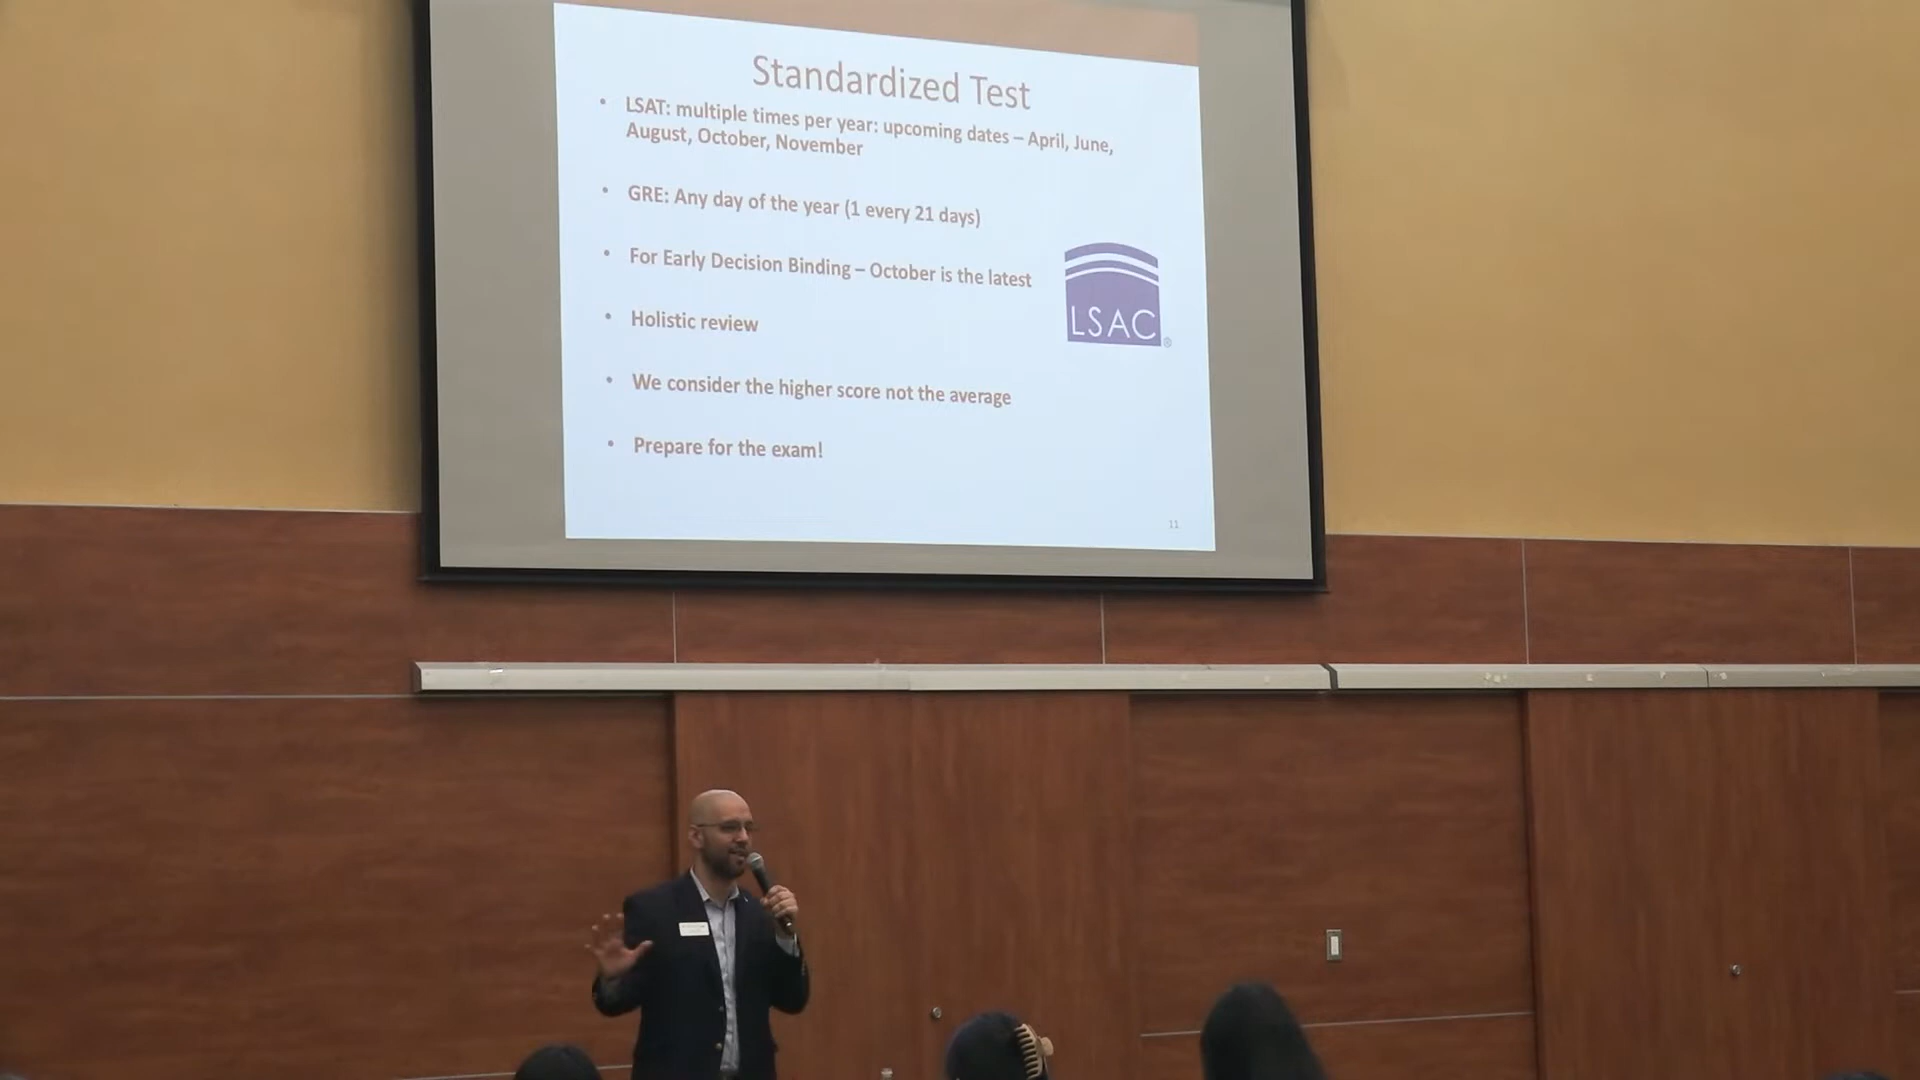 Standardized Test
• LSAT: multiple times per year: upcoming dates – April, June,
August, October, November
• GRE: Any day of the year (1 every 21 days)
• For Early Decision Binding – October is the latest
• Holistic review
• We consider the higher score not the average
• Prepare for the exam!
LSAC®
11